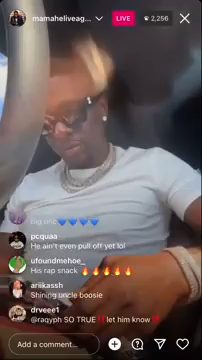 mamaheliveag...
LIVE
2,256
Big unc💙💙💙💙
pcquaa
He ain't even pull off yet lol
ufoundmehoe_
His rap snack 🔥🔥🔥🔥🔥
ariikassh
Shining uncle boosie
drveee1
@raqyph SO TRUE‼️let him know❤️
Add a comment...